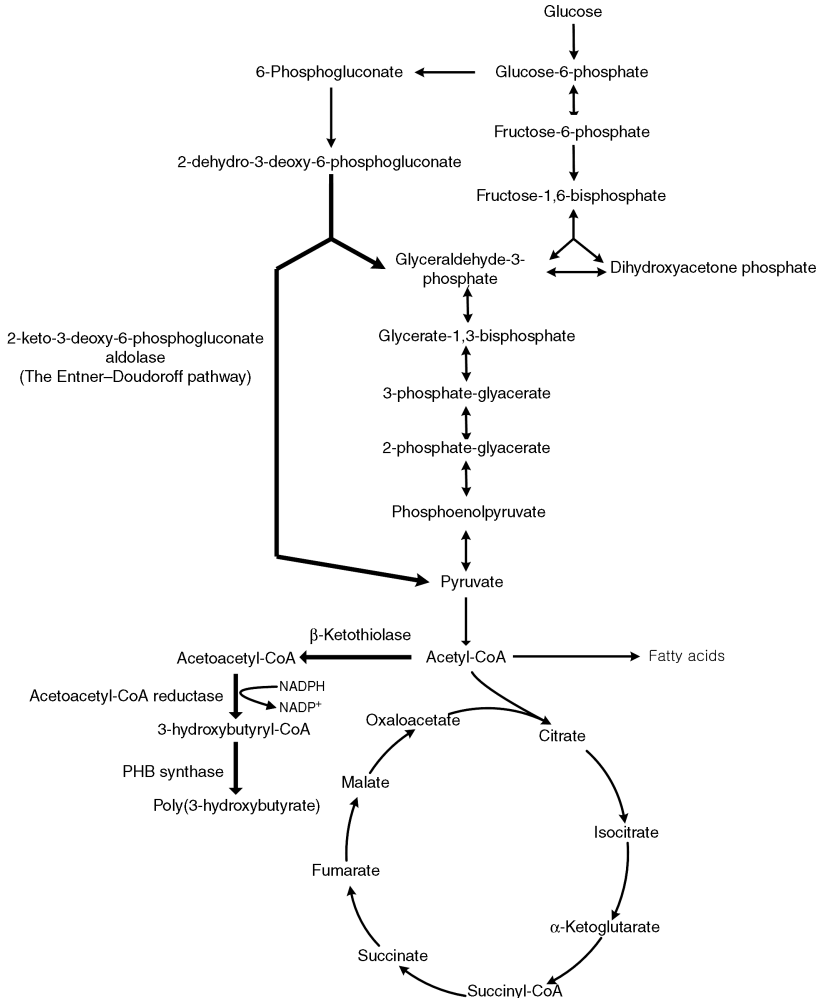 Glucose
6-Phosphogluconate
Glucose-6-phosphate
Fructose-6-phosphate
2-dehydro-3-deoxy-6-phosphogluconate
Fructose-1,6-bisphosphate
Glyceraldehyde-3-
phosphate
Dihydroxyacetone phosphate
2-keto-3-deoxy-6-phosphogluconate
aldolase
(The Entner–Doudoroff pathway)
Glycerate-1,3-bisphosphate
3-phosphate-glyacerate
2-phosphate-glyacerate
Phosphoenolpyruvate
Pyruvate
β-Ketothiolase
Acetoacetyl-CoA
Acetyl-CoA
Fatty acids
Acetoacetyl-CoA reductase
NADPH
NADP⁺
3-hydroxybutyryl-CoA
PHB synthase
Poly(3-hydroxybutyrate)
Oxaloacetate
Citrate
Malate
Isocitrate
Fumarate
α-Ketoglutarate
Succinate
Succinyl-CoA